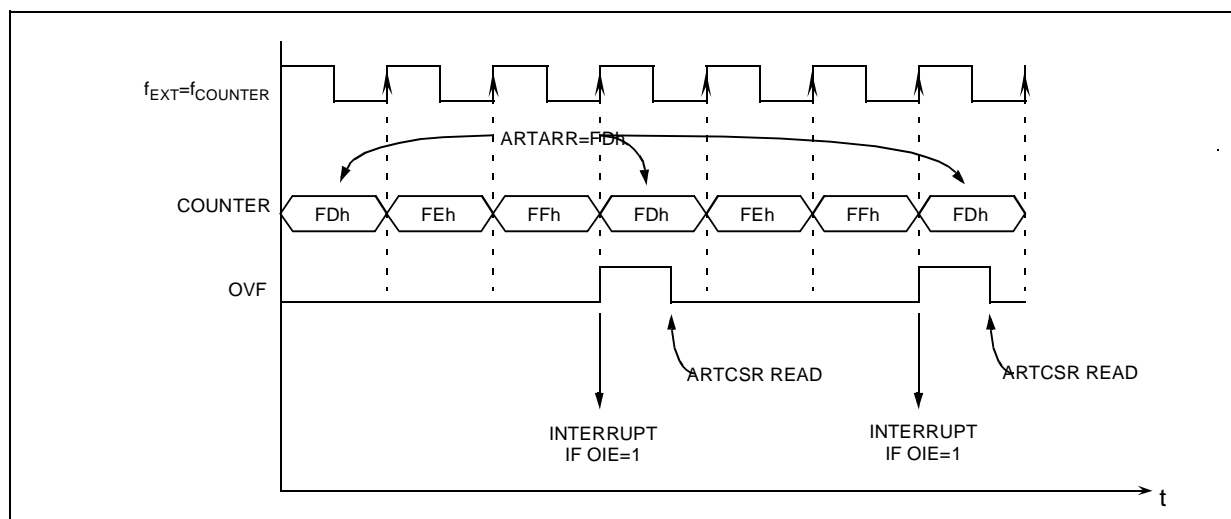 fEXT=fCOUNTER
ARTARR=FDh
COUNTER
FDh FEh FFh FDh FEh FFh FDh
OVF
ARTCSR READ
ARTCSR READ
INTERRUPT
IF OIE=1
INTERRUPT
IF OIE=1
t